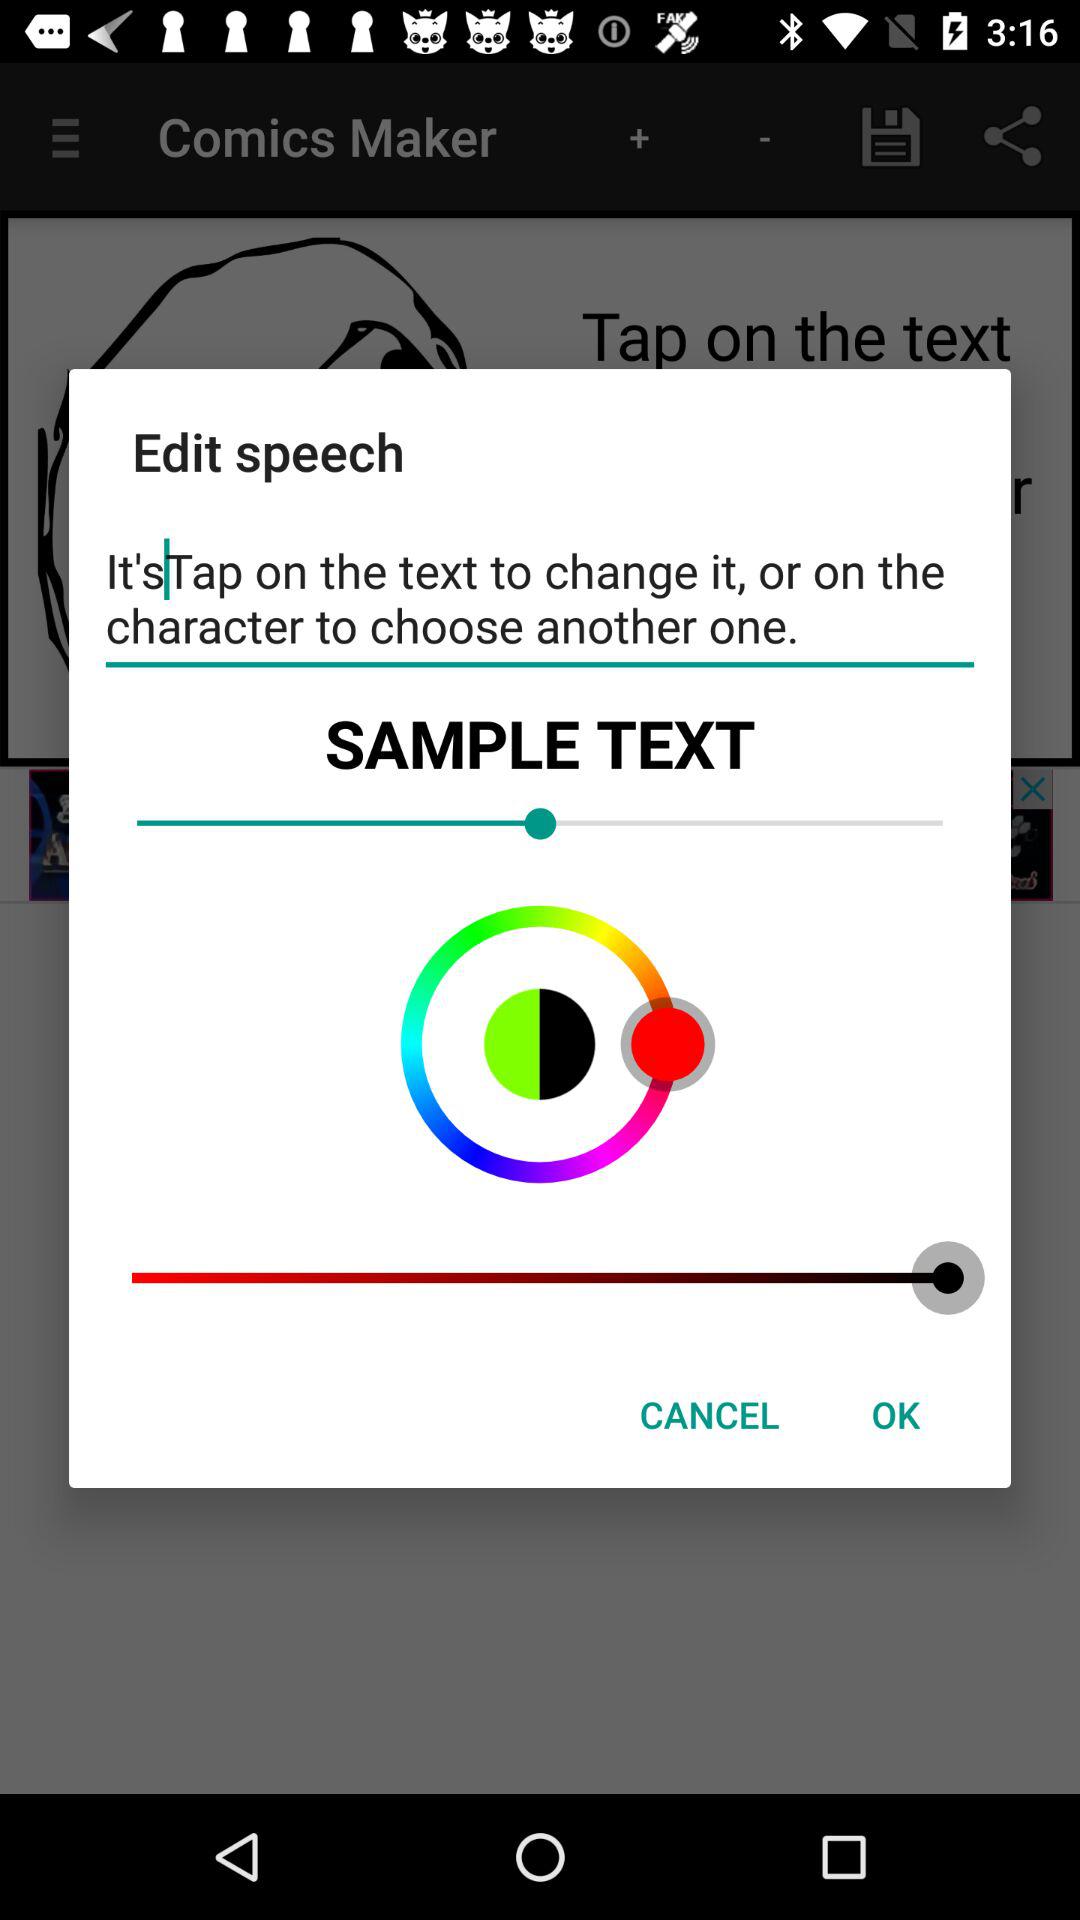 FAKE
3:16
Comics Maker + -
Tap on the text
r
Edit speech
It'sTap on the text to change it, or on the
character to choose another one.
SAMPLE TEXT
CANCEL OK